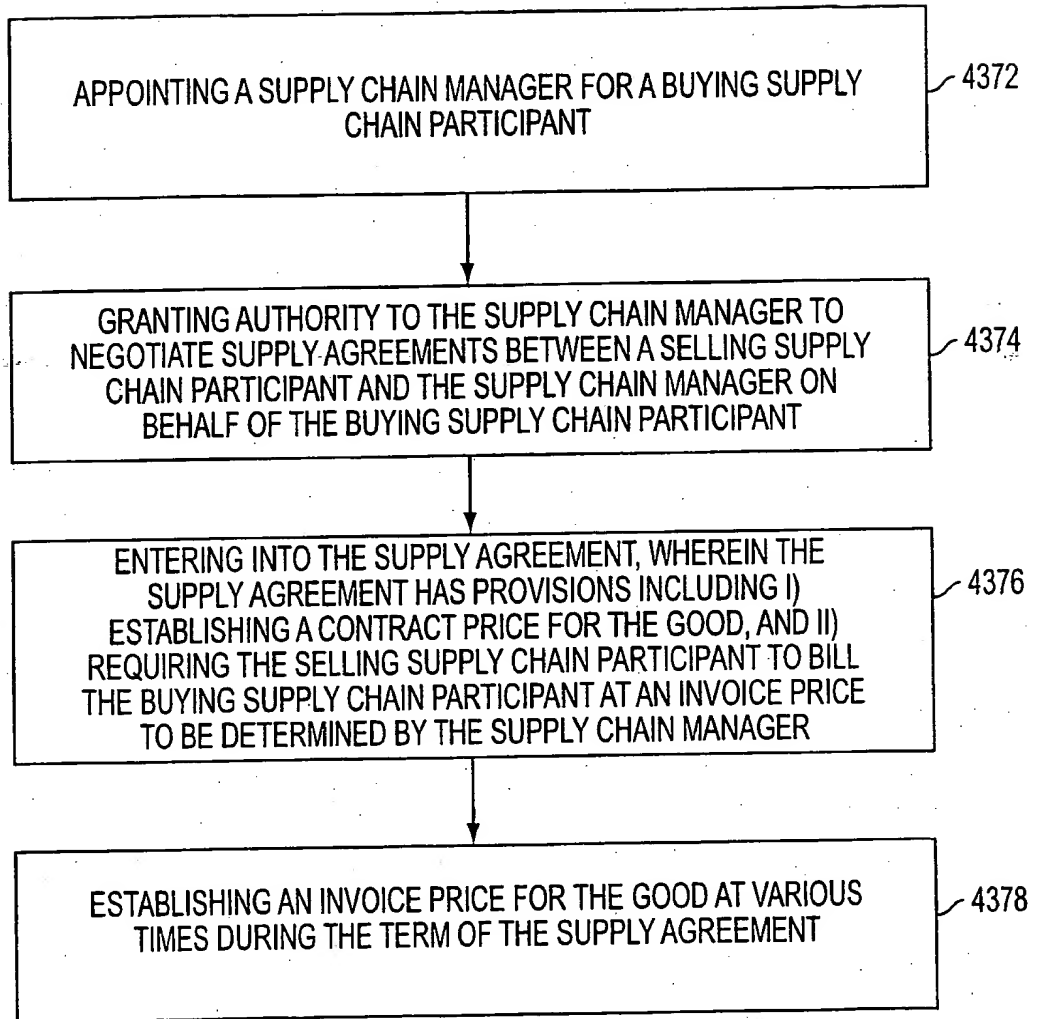 APPOINTING A SUPPLY CHAIN MANAGER FOR A BUYING SUPPLY
CHAIN PARTICIPANT
4372
GRANTING AUTHORITY TO THE SUPPLY CHAIN MANAGER TO
NEGOTIATE SUPPLY AGREEMENTS BETWEEN A SELLING SUPPLY
CHAIN PARTICIPANT AND THE SUPPLY CHAIN MANAGER ON
BEHALF OF THE BUYING SUPPLY CHAIN PARTICIPANT
4374
ENTERING INTO THE SUPPLY AGREEMENT, WHEREIN THE
SUPPLY AGREEMENT HAS PROVISIONS INCLUDING I)
ESTABLISHING A CONTRACT PRICE FOR THE GOOD, AND II)
REQUIRING THE SELLING SUPPLY CHAIN PARTICIPANT TO BILL
THE BUYING SUPPLY CHAIN PARTICIPANT AT AN INVOICE PRICE
TO BE DETERMINED BY THE SUPPLY CHAIN MANAGER
4376
ESTABLISHING AN INVOICE PRICE FOR THE GOOD AT VARIOUS
TIMES DURING THE TERM OF THE SUPPLY AGREEMENT
4378